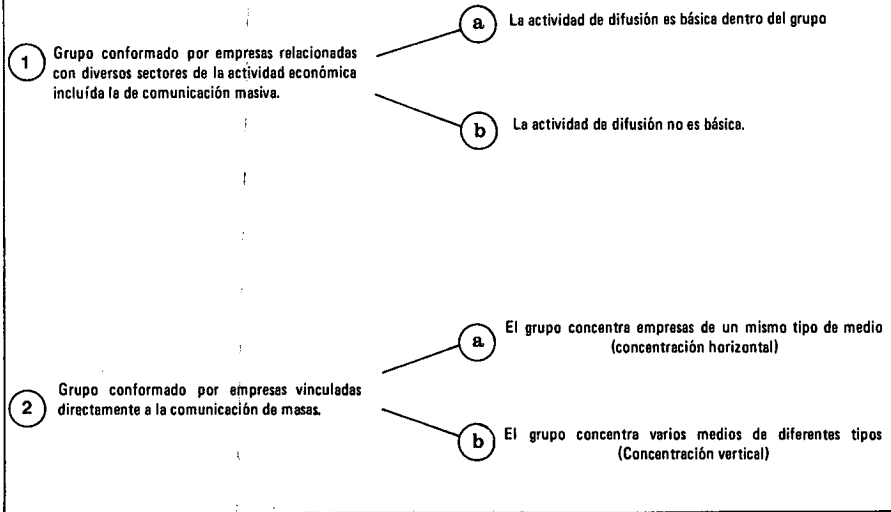 a La actividad de difusión es básica dentro del grupo
1 Grupo conformado por empresas relacionadas
con diversos sectores de la actividad económica
incluída la de comunicación masiva.
b La actividad de difusión no es básica.
a El grupo concentra empresas de un mismo tipo de medio
(concentración horizontal)
2 Grupo conformado por empresas vinculadas
directamente a la comunicación de masas.
b El grupo concentra varios medios de diferentes tipos
(Concentración vertical)